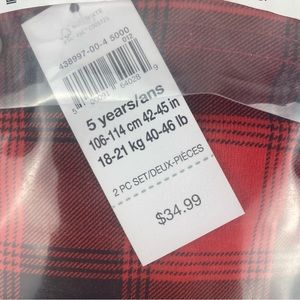 438997-00-4 5000
012
5 years/ans
106-114 cm 42-45 in
18-21 kg 40-46 lb
2 PC SET/DEUX-PIÈCES
$34.99